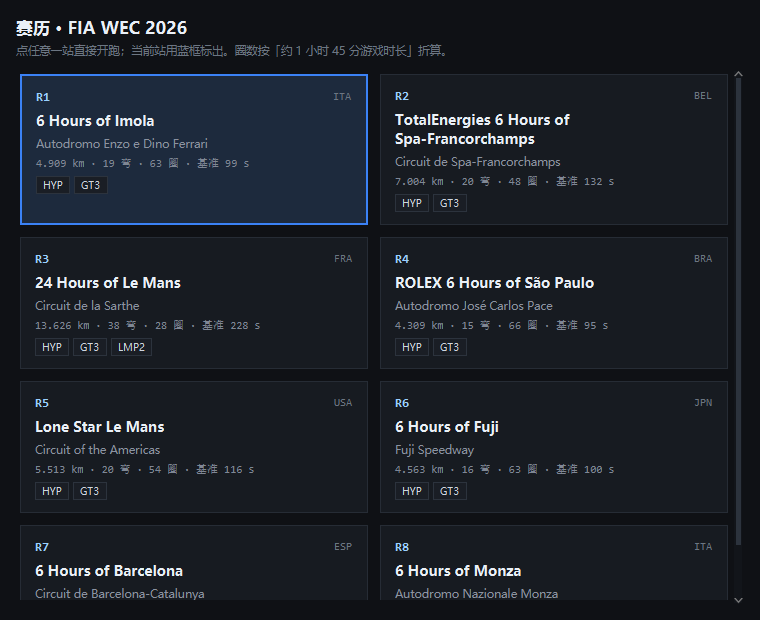 赛历 • FIA WEC 2026
点任意一站直接开跑；当前站用蓝框标出。圈数按「约 1 小时 45 分游戏时长」折算。
R1 ITA
6 Hours of Imola
Autodromo Enzo e Dino Ferrari
4.909 km · 19 弯 · 63 圈 · 基准 99 s
HYP GT3
R2 BEL
TotalEnergies 6 Hours of
Spa-Francorchamps
Circuit de Spa-Francorchamps
7.004 km · 20 弯 · 48 圈 · 基准 132 s
HYP GT3
R3 FRA
24 Hours of Le Mans
Circuit de la Sarthe
13.626 km · 38 弯 · 28 圈 · 基准 228 s
HYP GT3 LMP2
R4 BRA
ROLEX 6 Hours of São Paulo
Autodromo José Carlos Pace
4.309 km · 15 弯 · 66 圈 · 基准 95 s
HYP GT3
R5 USA
Lone Star Le Mans
Circuit of the Americas
5.513 km · 20 弯 · 54 圈 · 基准 116 s
HYP GT3
R6 JPN
6 Hours of Fuji
Fuji Speedway
4.563 km · 16 弯 · 63 圈 · 基准 100 s
HYP GT3
R7 ESP
6 Hours of Barcelona
Circuit de Barcelona-Catalunya
R8 ITA
6 Hours of Monza
Autodromo Nazionale Monza